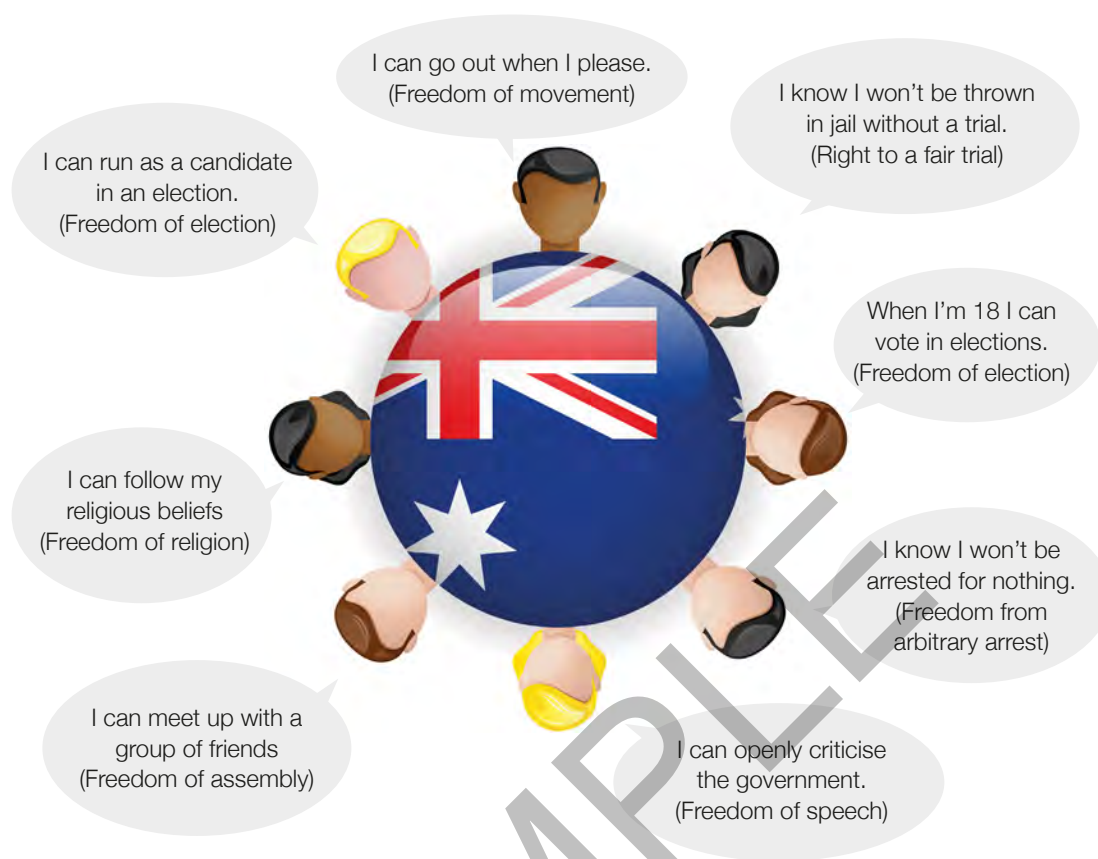 I can go out when I please.
(Freedom of movement)
I know I won’t be thrown
in jail without a trial.
(Right to a fair trial)
I can run as a candidate
in an election.
(Freedom of election)
When I’m 18 I can
vote in elections.
(Freedom of election)
I can follow my
religious beliefs
(Freedom of religion)
I know I won’t be
arrested for nothing.
(Freedom from
arbitrary arrest)
I can meet up with a
group of friends
(Freedom of assembly)
I can openly criticise
the government.
(Freedom of speech)
MPLE